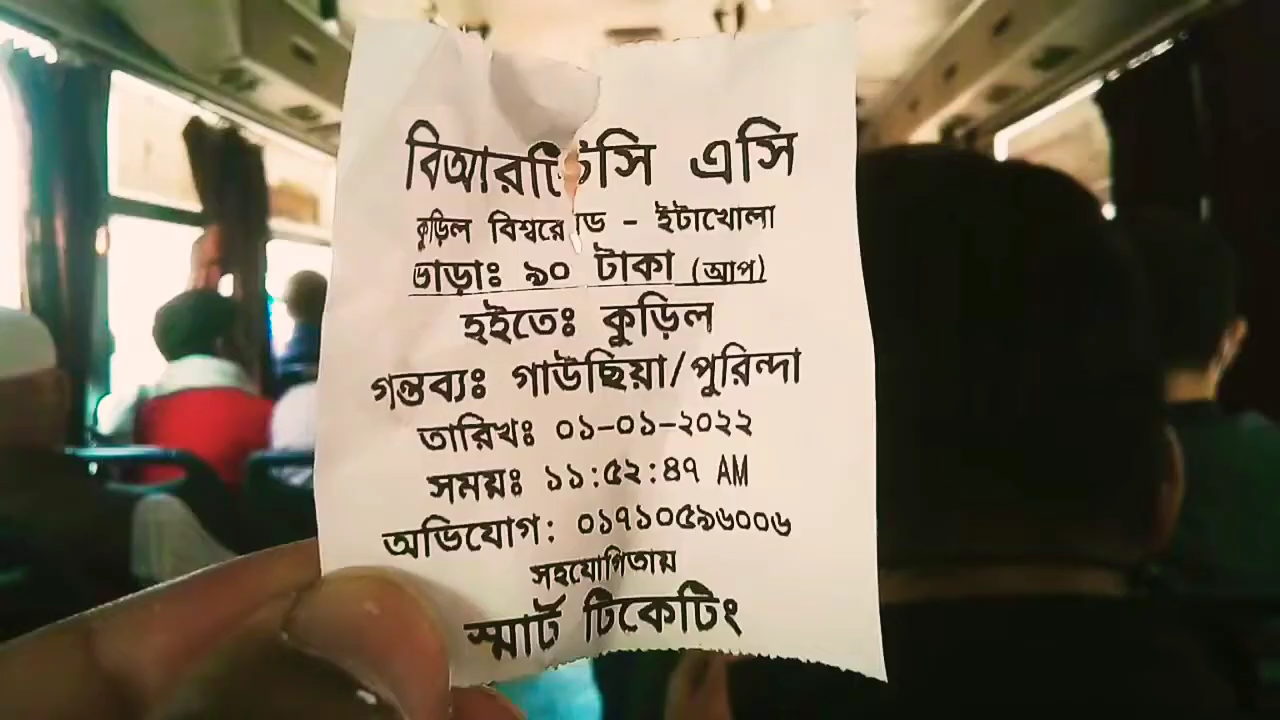 বিআরটিসি এসি
কুড়িল বিশ্বরোড - ইটাখোলা
ভাড়াঃ ৯০ টাকা (আপ)
হইতেঃ কুড়িল
গন্তব্যঃ গাউছিয়া/পুরিন্দা
তারিখঃ ০১-০১-২০২২
সময়ঃ ১১:৫২:৪৭ AM
অভিযোগ: ০১৭১০৫৯৬০০৬
সহযোগিতায়
স্মার্ট টিকেটিং